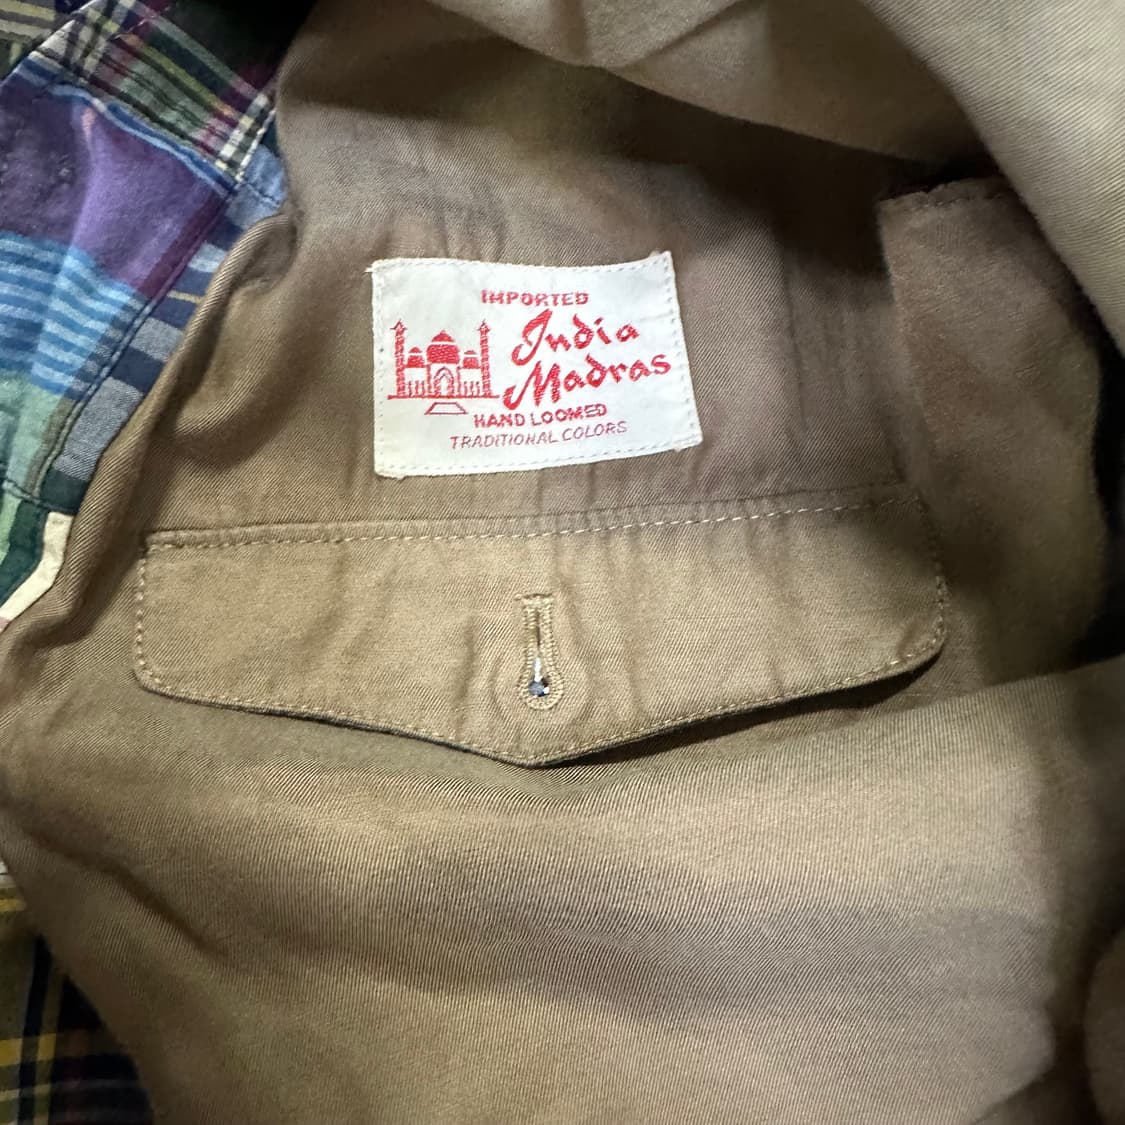 IMPORTED
India
Madras
HAND LOOMED
TRADITIONAL COLORS